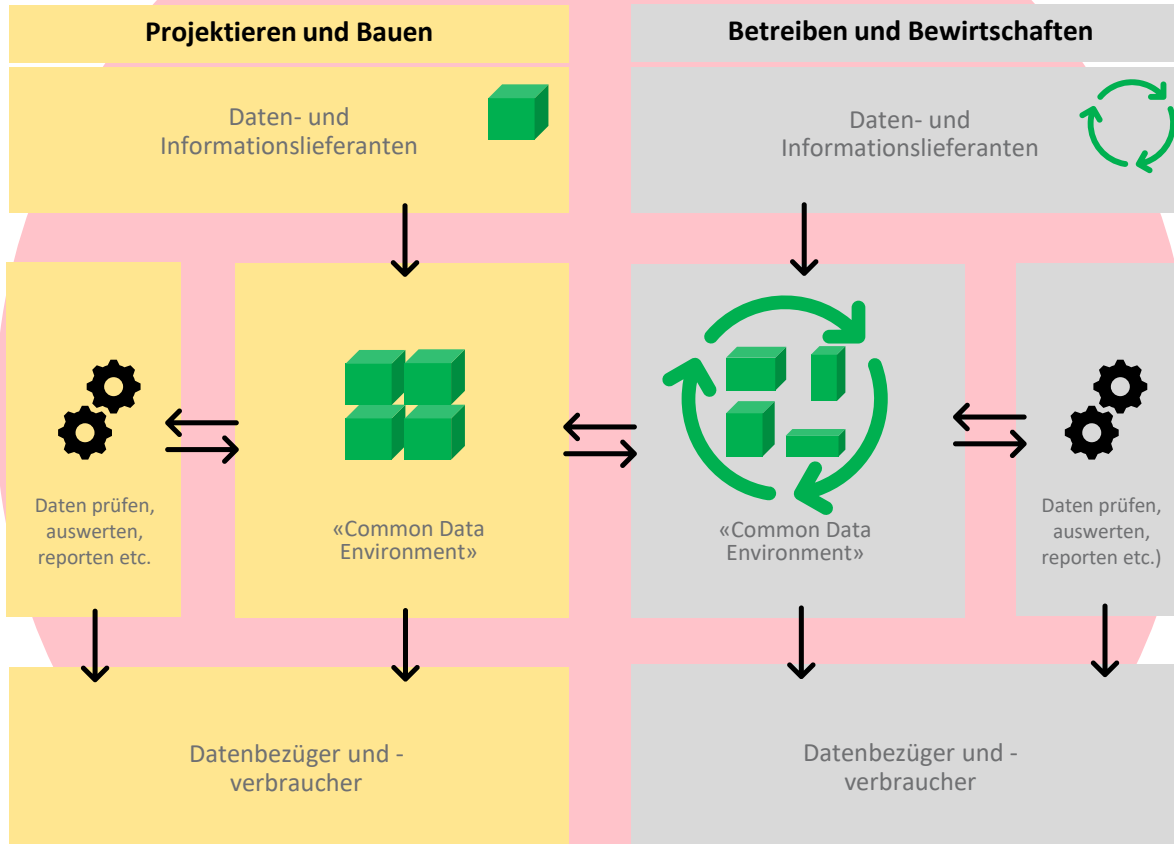 Projektieren und Bauen
Betreiben und Bewirtschaften
Daten- und
Informationslieferanten
Daten- und
Informationslieferanten
Daten prüfen,
auswerten,
reporten etc.
«Common Data
Environment»
«Common Data
Environment»
Daten prüfen,
auswerten,
reporten etc.)
Datenbezüger und -
verbraucher
Datenbezüger und -
verbraucher